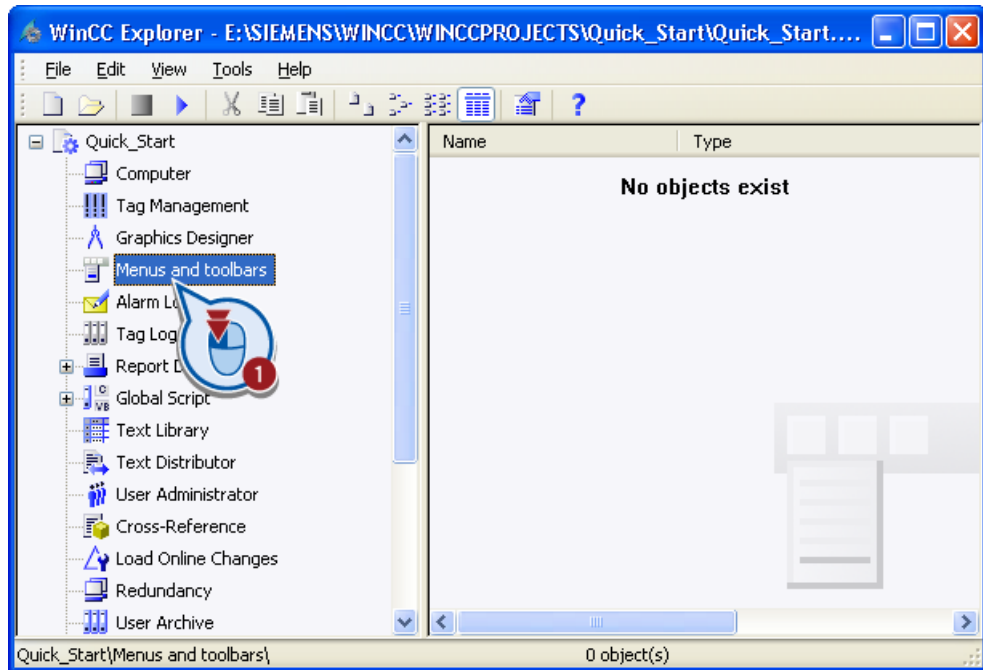 WinCC Explorer - E:\SIEMENS\WINCC\WINCCPROJECTS\Quick_Start\Quick_Start....
File Edit View Tools Help
Name Type
No objects exist
Quick_Start
Computer
Tag Management
Graphics Designer
Menus and toolbars
Alarm
Tag
1
Report
Global Script
C
VB
Text Library
Text Distributor
User Administrator
Cross-Reference
Load Online Changes
Redundancy
User Archive
Quick_Start\Menus and toolbars\ 0 object(s)